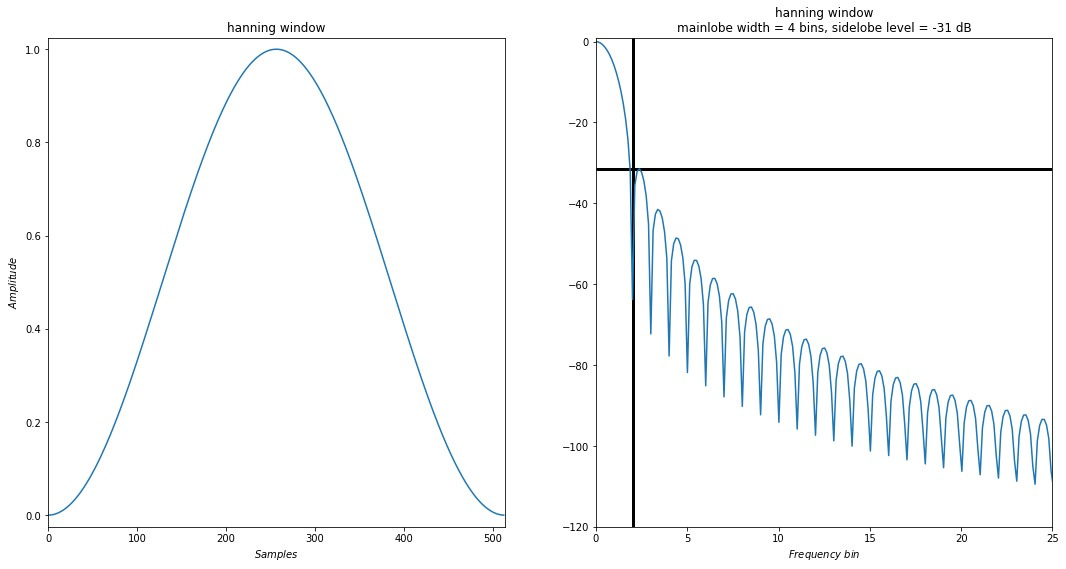 hanning window
1.0
0.8
0.6
0.4
0.2
0.0
Amplitude
0 100 200 300 400 500
Samples
hanning window
mainlobe width = 4 bins, sidelobe level = -31 dB
0
−20
−40
−60
−80
−100
−120
0 5 10 15 20 25
Frequency bin